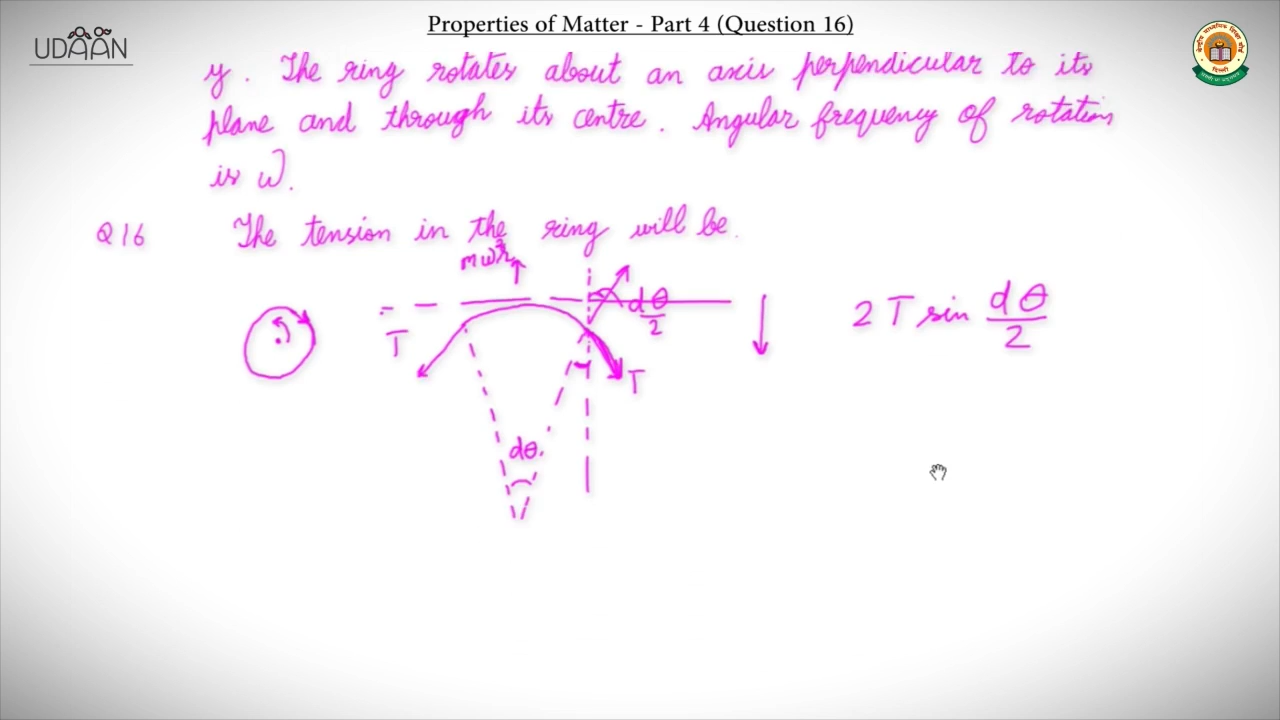 Properties of Matter - Part 4 (Question 16)
UDAAN
y. The ring rotates about an axis perpendicular to its
plane and through its centre. Angular frequency of rotation
is ω.
Q16 The tension in the ring will be.
mω²r
T
dθ/2
T
dθ
2 T sin dθ/2